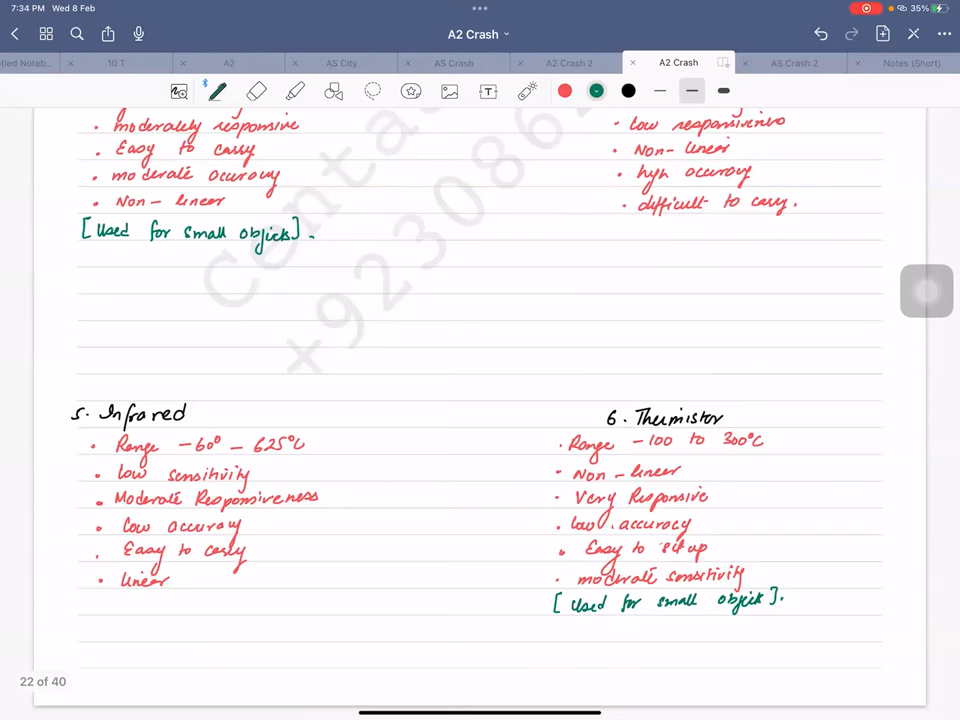 7:34 PM Wed 8 Feb
35%
A2 Crash
tled Noteb...
10 T
A2
AS City
AS Crash
A2 Crash 2
A2 Crash
AS Crash 2
Notes (Short)
• moderately responsive
• Easy to carry
• moderate accuracy
• Non-linear
[Used for small objects].
• low responsiveness
• Non-linear
• high accuracy
• difficult to carry.
Centa
+9230862
5. Infrared
• Range -60° - 625°C
• low sensitivity
• Moderate Responsiveness
• Low accuracy
• Easy to carry
• linear
6. Thermistor
• Range -100 to 300°C
• Non-linear
• Very Responsive
• low accuracy
• Easy to set up
• moderate sensitivity
[Used for small object].
22 of 40